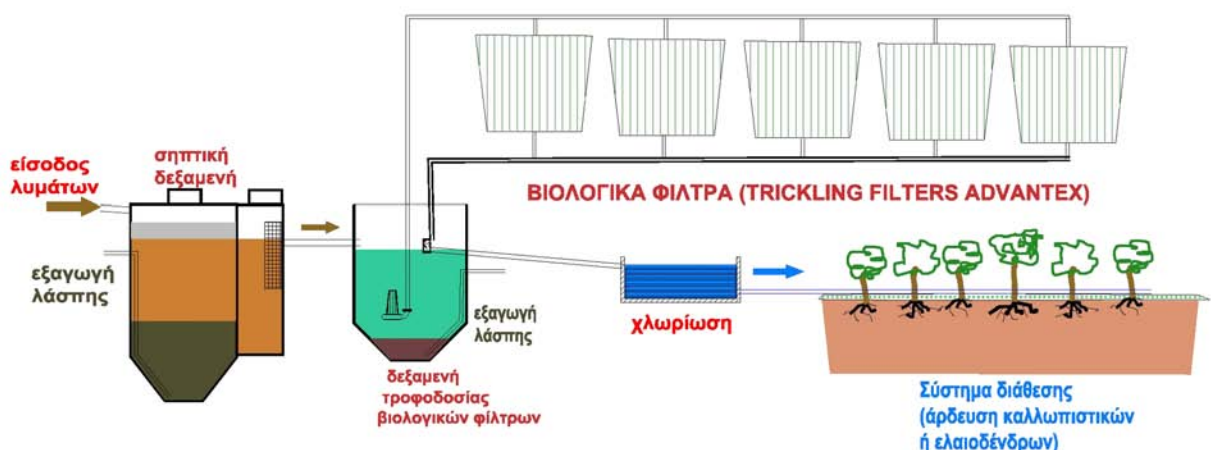 είσοδος
λυμάτων
σηπτική
δεξαμενή
εξαγωγή
λάσπης
ΒΙΟΛΟΓΙΚΑ ΦΙΛΤΡΑ (TRICKLING FILTERS ADVANTEX)
εξαγωγή
λάσπης
δεξαμενή
τροφοδοσίας
βιολογικών φίλτρων
χλωρίωση
Σύστημα διάθεσης
(άρδευση καλλωπιστικών
ή ελαιοδένδρων)